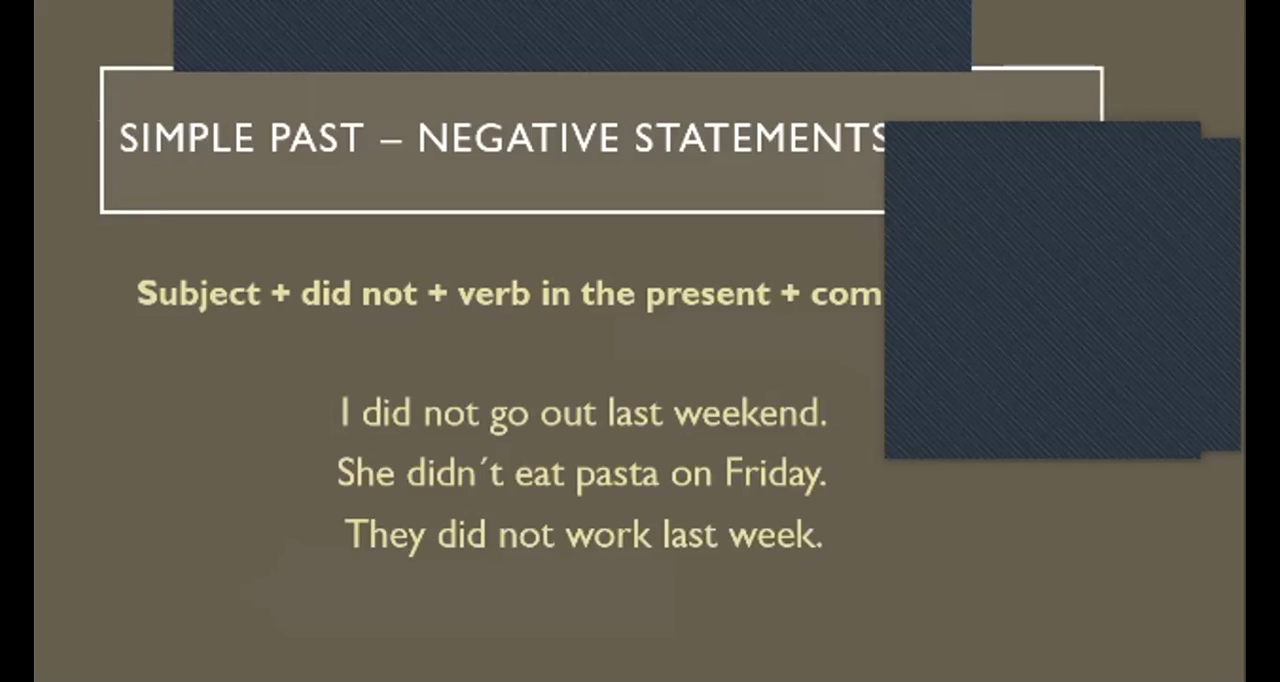 SIMPLE PAST – NEGATIVE STATEMENTS
Subject + did not + verb in the present + com
I did not go out last weekend.
She didn´t eat pasta on Friday.
They did not work last week.